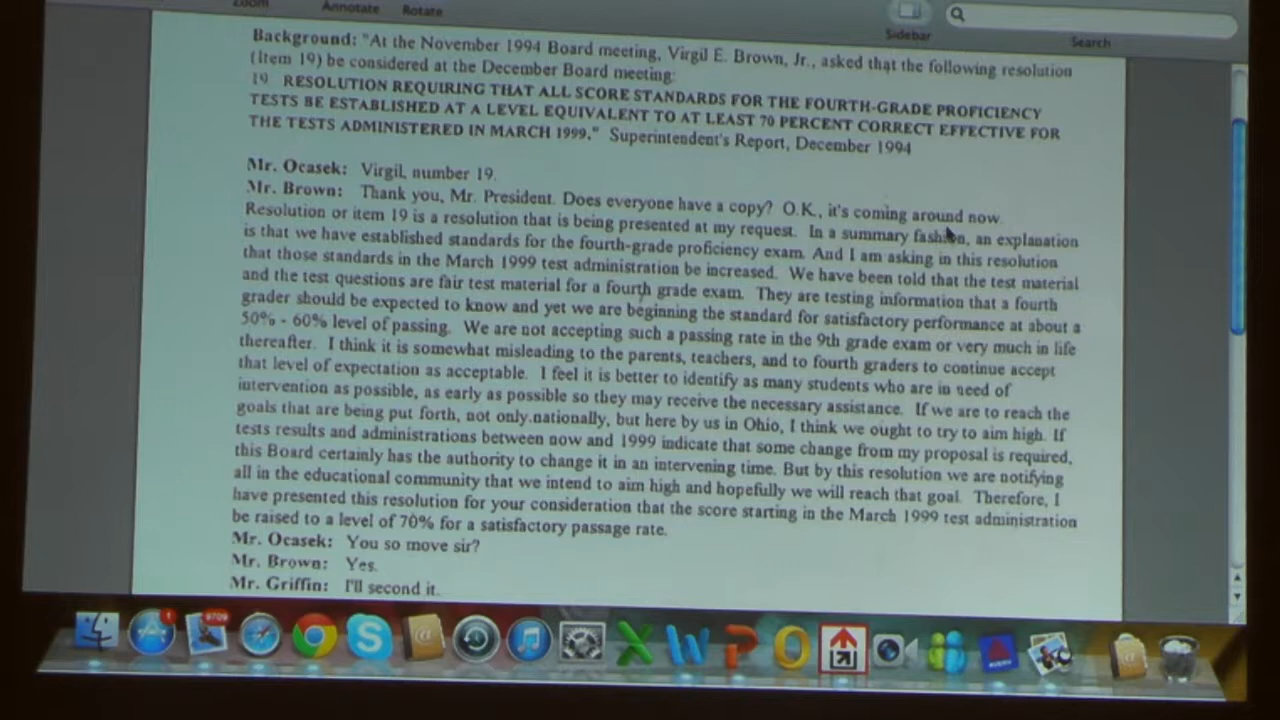 Zoom Annotate Rotate
Sidebar Search
Background: "At the November 1994 Board meeting, Virgil E. Brown, Jr., asked that the following resolution
(Item 19) be considered at the December Board meeting:
19 RESOLUTION REQUIRING THAT ALL SCORE STANDARDS FOR THE FOURTH-GRADE PROFICIENCY
TESTS BE ESTABLISHED AT A LEVEL EQUIVALENT TO AT LEAST 70 PERCENT CORRECT EFFECTIVE FOR
THE TESTS ADMINISTERED IN MARCH 1999." Superintendent's Report, December 1994
Mr. Ocasek: Virgil, number 19.
Mr. Brown: Thank you, Mr. President. Does everyone have a copy? O.K., it's coming around now.
Resolution or item 19 is a resolution that is being presented at my request. In a summary fashion, an explanation
is that we have established standards for the fourth-grade proficiency exam. And I am asking in this resolution
that those standards in the March 1999 test administration be increased. We have been told that the test material
and the test questions are fair test material for a fourth grade exam. They are testing information that a fourth
grader should be expected to know and yet we are beginning the standard for satisfactory performance at about a
50% - 60% level of passing. We are not accepting such a passing rate in the 9th grade exam or very much in life
thereafter. I think it is somewhat misleading to the parents, teachers, and to fourth graders to continue accept
that level of expectation as acceptable. I feel it is better to identify as many students who are in need of
intervention as possible, as early as possible so they may receive the necessary assistance. If we are to reach the
goals that are being put forth, not only.nationally, but here by us in Ohio, I think we ought to try to aim high. If
tests results and administrations between now and 1999 indicate that some change from my proposal is required,
this Board certainly has the authority to change it in an intervening time. But by this resolution we are notifying
all in the educational community that we intend to aim high and hopefully we will reach that goal. Therefore, I
have presented this resolution for your consideration that the score starting in the March 1999 test administration
be raised to a level of 70% for a satisfactory passage rate.
Mr. Ocasek: You so move sir?
Mr. Brown: Yes.
Mr. Griffin: I'll second it.